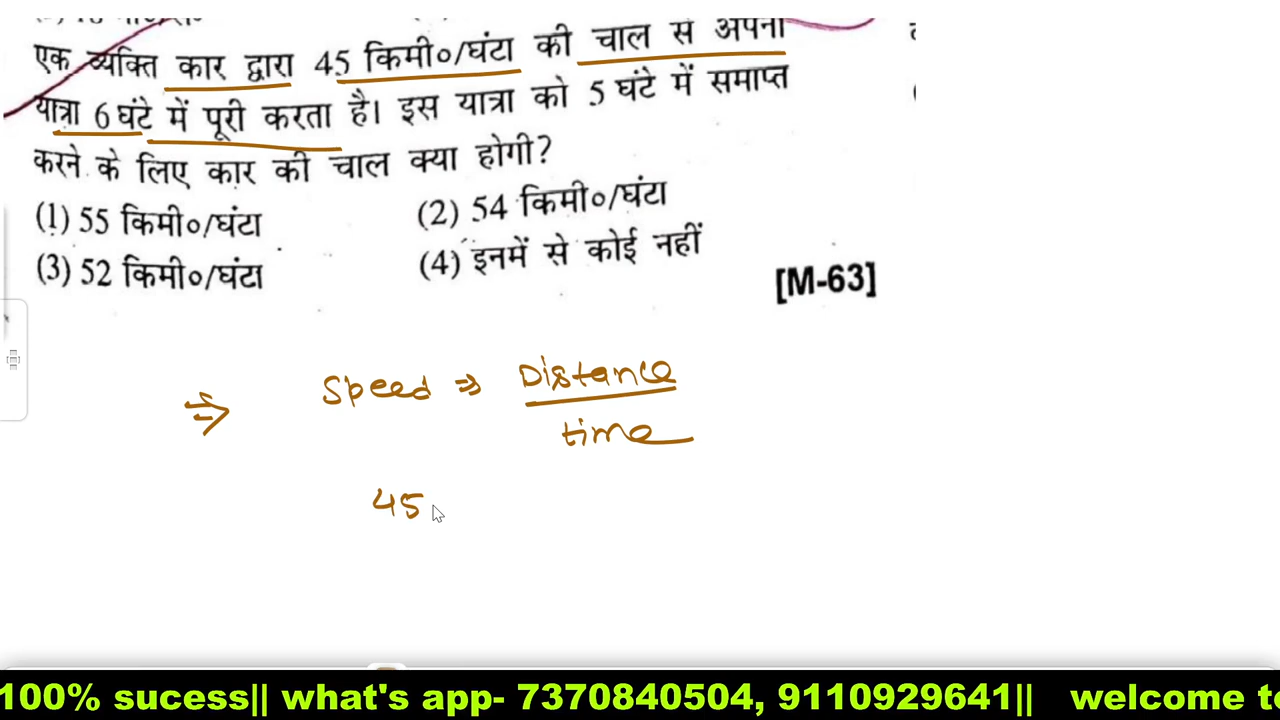 एक व्यक्ति कार द्वारा 45 किमी०/घंटा की चाल से अपनी
यात्रा 6 घंटे में पूरी करता है। इस यात्रा को 5 घंटे में समाप्त
करने के लिए कार की चाल क्या होगी?
(1) 55 किमी०/घंटा (2) 54 किमी०/घंटा
(3) 52 किमी०/घंटा (4) इनमें से कोई नहीं
[M-63]
⇒ Speed ⇒ Distance
time
45
100% sucess|| what's app- 7370840504, 9110929641|| welcome to